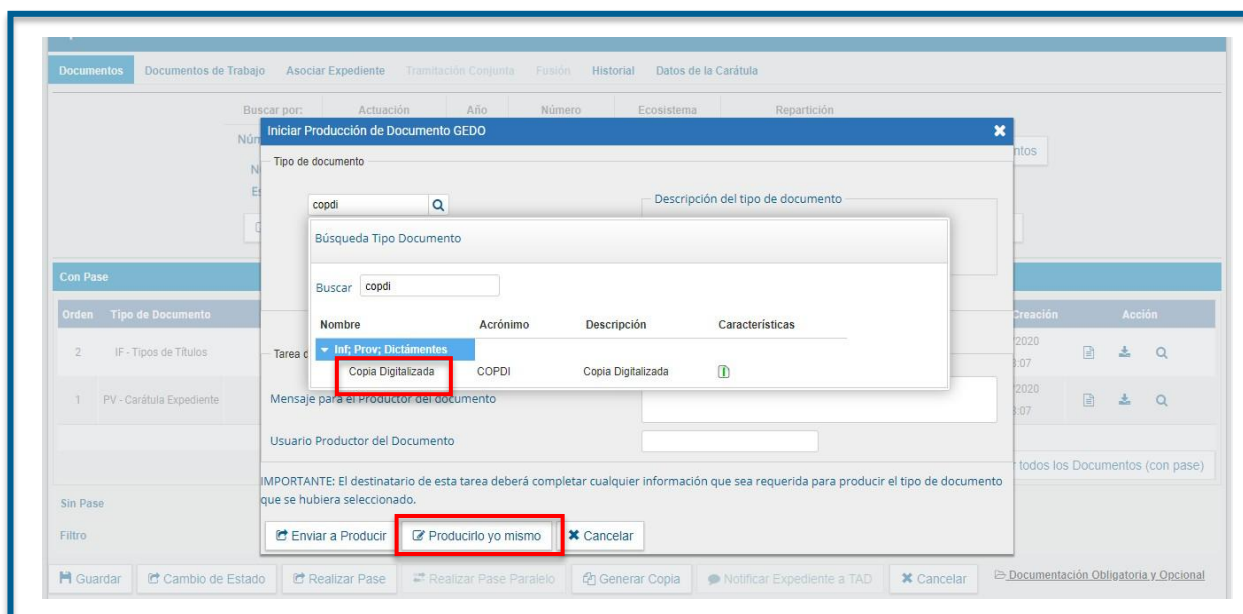 Documentos Documentos de Trabajo Asociar Expediente Tramitación Conjunta Fusión Historial Datos de la Carátula
Buscar por: Actuación Año Número Ecosistema Repartición
Iniciar Producción de Documento GEDO
Tipo de documento
copdi
Descripción del tipo de documento
Búsqueda Tipo Documento
Buscar copdi
Nombre Acrónimo Descripción Características
Inf; Prov; Dictámentes
Copia Digitalizada COPDI Copia Digitalizada
Mensaje para el Productor del documento
Usuario Productor del Documento
IMPORTANTE: El destinatario de esta tarea deberá completar cualquier información que sea requerida para producir el tipo de documento
que se hubiera seleccionado.
Enviar a Producir Producirlo yo mismo Cancelar
Con Pase
Orden Tipo de Documento Creación Acción
2 IF - Tipos de Títulos
1 PV - Carátula Expediente
todos los Documentos (con pase)
Sin Pase
Filtro
Guardar Cambio de Estado Realizar Pase Realizar Pase Paralelo Generar Copia Notificar Expediente a TAD Cancelar Documentación Obligatoria y Opcional